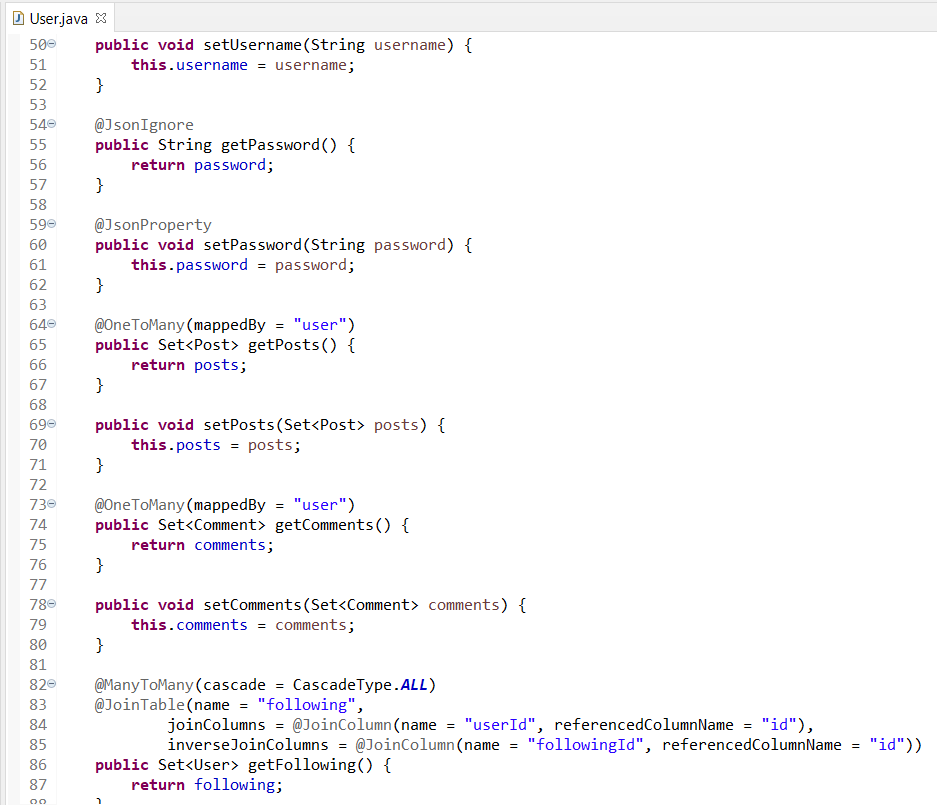 User.java
50 public void setUsername(String username) {
51 this.username = username;
52 }
53
54 @JsonIgnore
55 public String getPassword() {
56 return password;
57 }
58
59 @JsonProperty
60 public void setPassword(String password) {
61 this.password = password;
62 }
63
64 @OneToMany(mappedBy = "user")
65 public Set<Post> getPosts() {
66 return posts;
67 }
68
69 public void setPosts(Set<Post> posts) {
70 this.posts = posts;
71 }
72
73 @OneToMany(mappedBy = "user")
74 public Set<Comment> getComments() {
75 return comments;
76 }
77
78 public void setComments(Set<Comment> comments) {
79 this.comments = comments;
80 }
81
82 @ManyToMany(cascade = CascadeType.ALL)
83 @JoinTable(name = "following",
84 joinColumns = @JoinColumn(name = "userId", referencedColumnName = "id"),
85 inverseJoinColumns = @JoinColumn(name = "followingId", referencedColumnName = "id"))
86 public Set<User> getFollowing() {
87 return following;
88 }